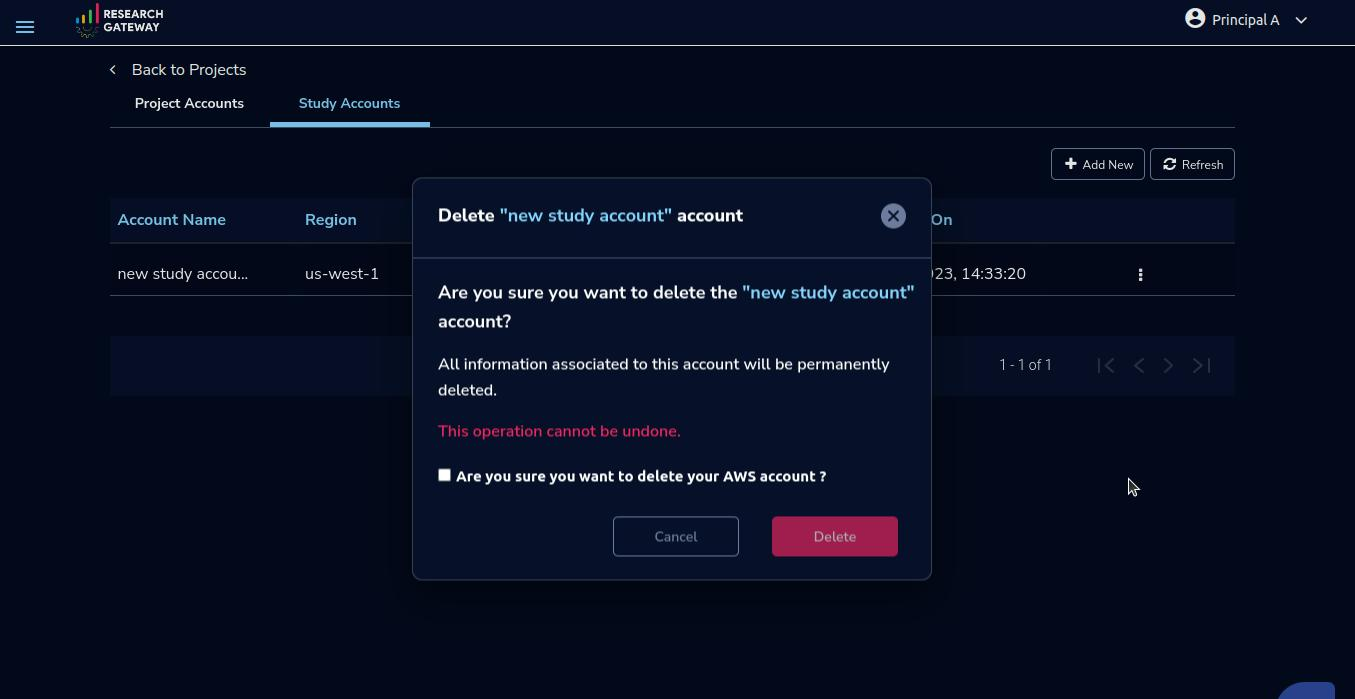 RESEARCH
GATEWAY
Principal A
Back to Projects
Project Accounts
Study Accounts
Add New
Refresh
Account Name
Region
On
new study accou...
us-west-1
14:33:20
1 - 1 of 1
Delete "new study account" account
Are you sure you want to delete the "new study account"
account?
All information associated to this account will be permanently
deleted.
This operation cannot be undone.
Are you sure you want to delete your AWS account ?
Cancel
Delete